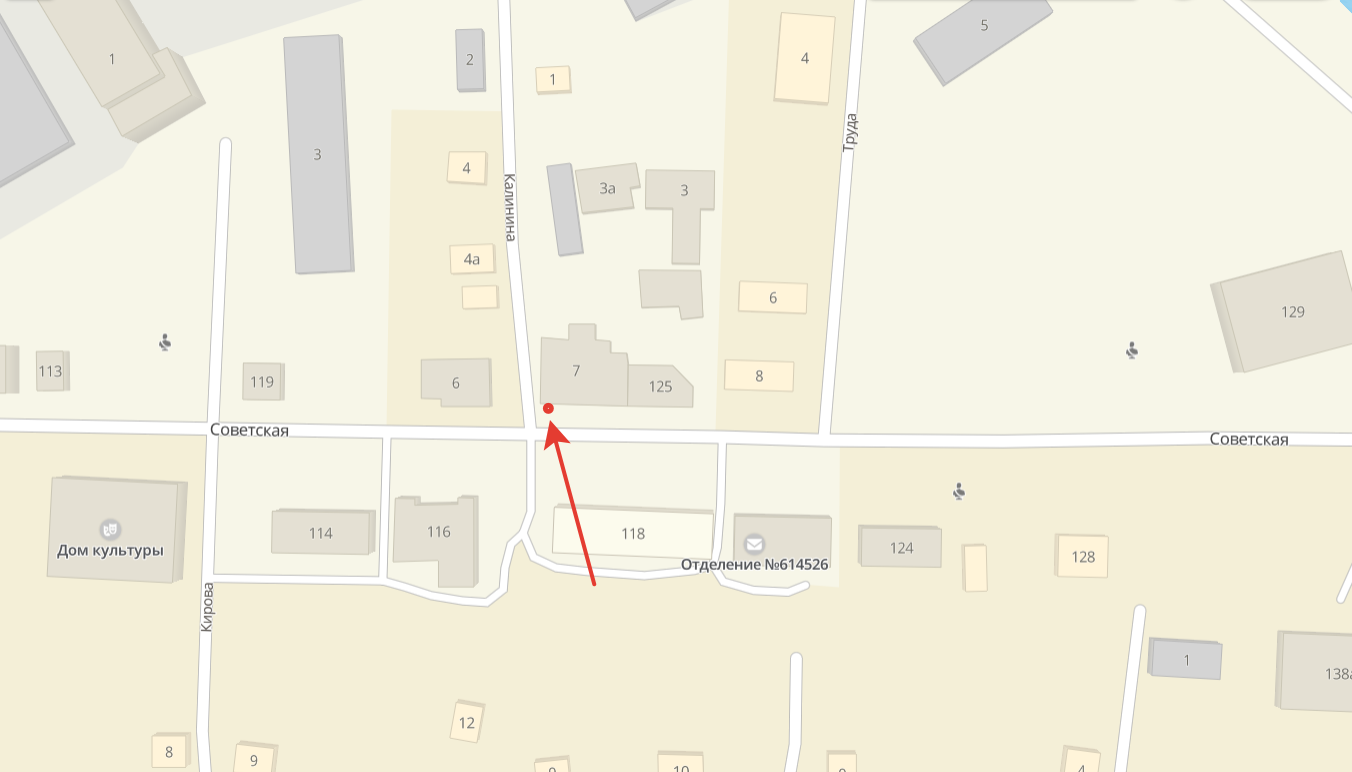 1
2
1
4
5
3
Труда
4
Калинина
3а
3
4а
6
129
113
119
6
7
125
8
Советская
Советская
114
116
118
124
128
Дом культуры
Отделение №614526
Кирова
1
138а
12
8
9
9
10
4